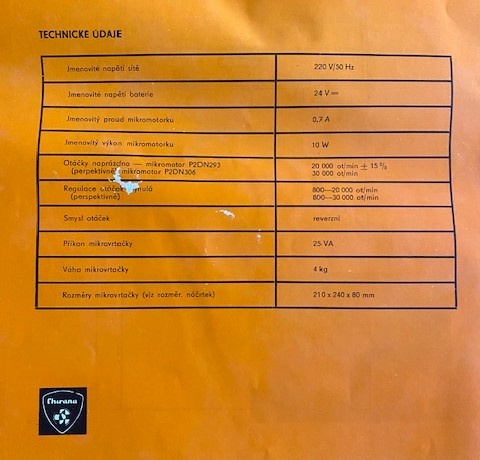 TECHNICKÉ ÚDAJE
Jmenovité napětí sítě 220 V/50 Hz
Jmenovité napětí baterie 24 V ⎓
Jmenovitý proud mikromotorku 0,7 A
Jmenovitý výkon mikromotorku 10 W
Otáčky naprázdno — mikromotor P2DN293 20 000 ot/min ± 15 %
(perpektivně) mikromotor P2DN306 30 000 ot/min
Regulace otáček 800—20 000 ot/min
(perspektivně) 800—30 000 ot/min
Smysl otáček reverzní
Příkon mikrovrtačky 25 VA
Váha mikrovrtačky 4 kg
Rozměry mikrovrtačky (viz rozměr. náčrtek) 210 x 240 x 80 mm
Chirana